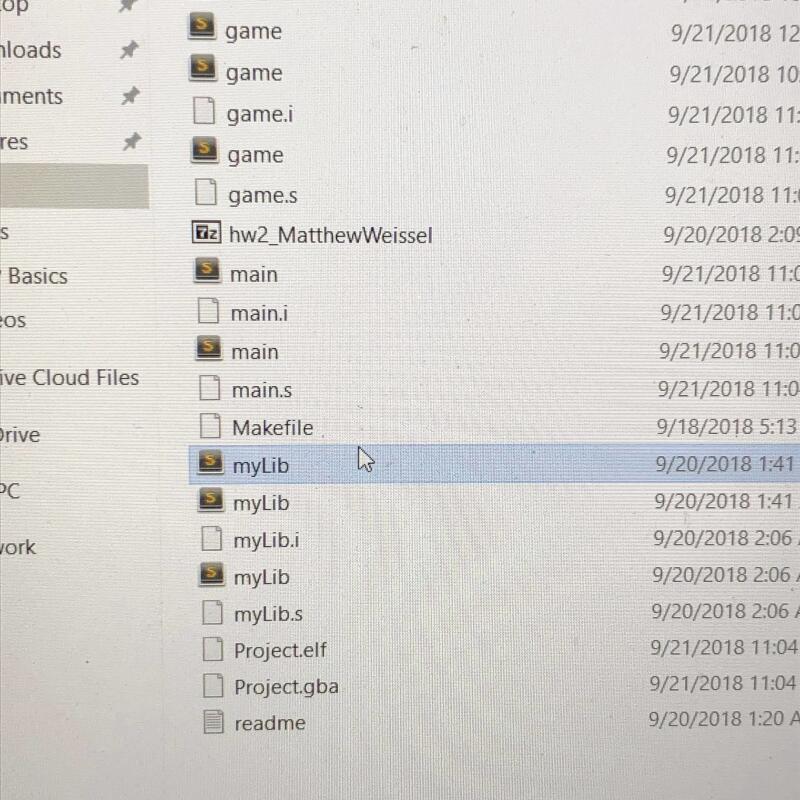 game 9/21/2018 12
game 9/21/2018 10:
game.i 9/21/2018 11:
game 9/21/2018 11:
game.s 9/21/2018 11:0
hw2_MatthewWeissel 9/20/2018 2:09
main 9/21/2018 11:0
main.i 9/21/2018 11:0
main 9/21/2018 11:0
main.s 9/21/2018 11:04
Makefile 9/18/2018 5:13
myLib 9/20/2018 1:41
myLib 9/20/2018 1:41
myLib.i 9/20/2018 2:06 A
myLib 9/20/2018 2:06 A
myLib.s 9/20/2018 2:06 A
Project.elf 9/21/2018 11:04
Project.gba 9/21/2018 11:04
readme 9/20/2018 1:20 A
top
nloads
uments
res
s
Basics
eos
ive Cloud Files
Drive
PC
work